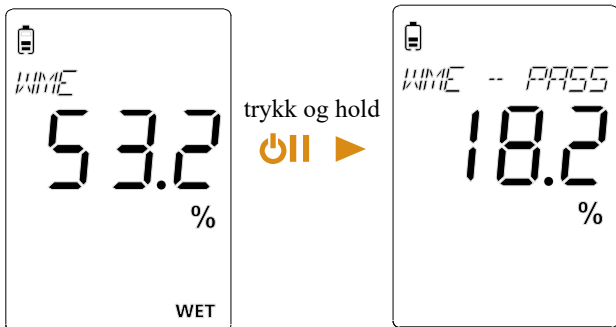 WME
53.2
%
WET
trykk og hold
WME -- PASS
18.2
%